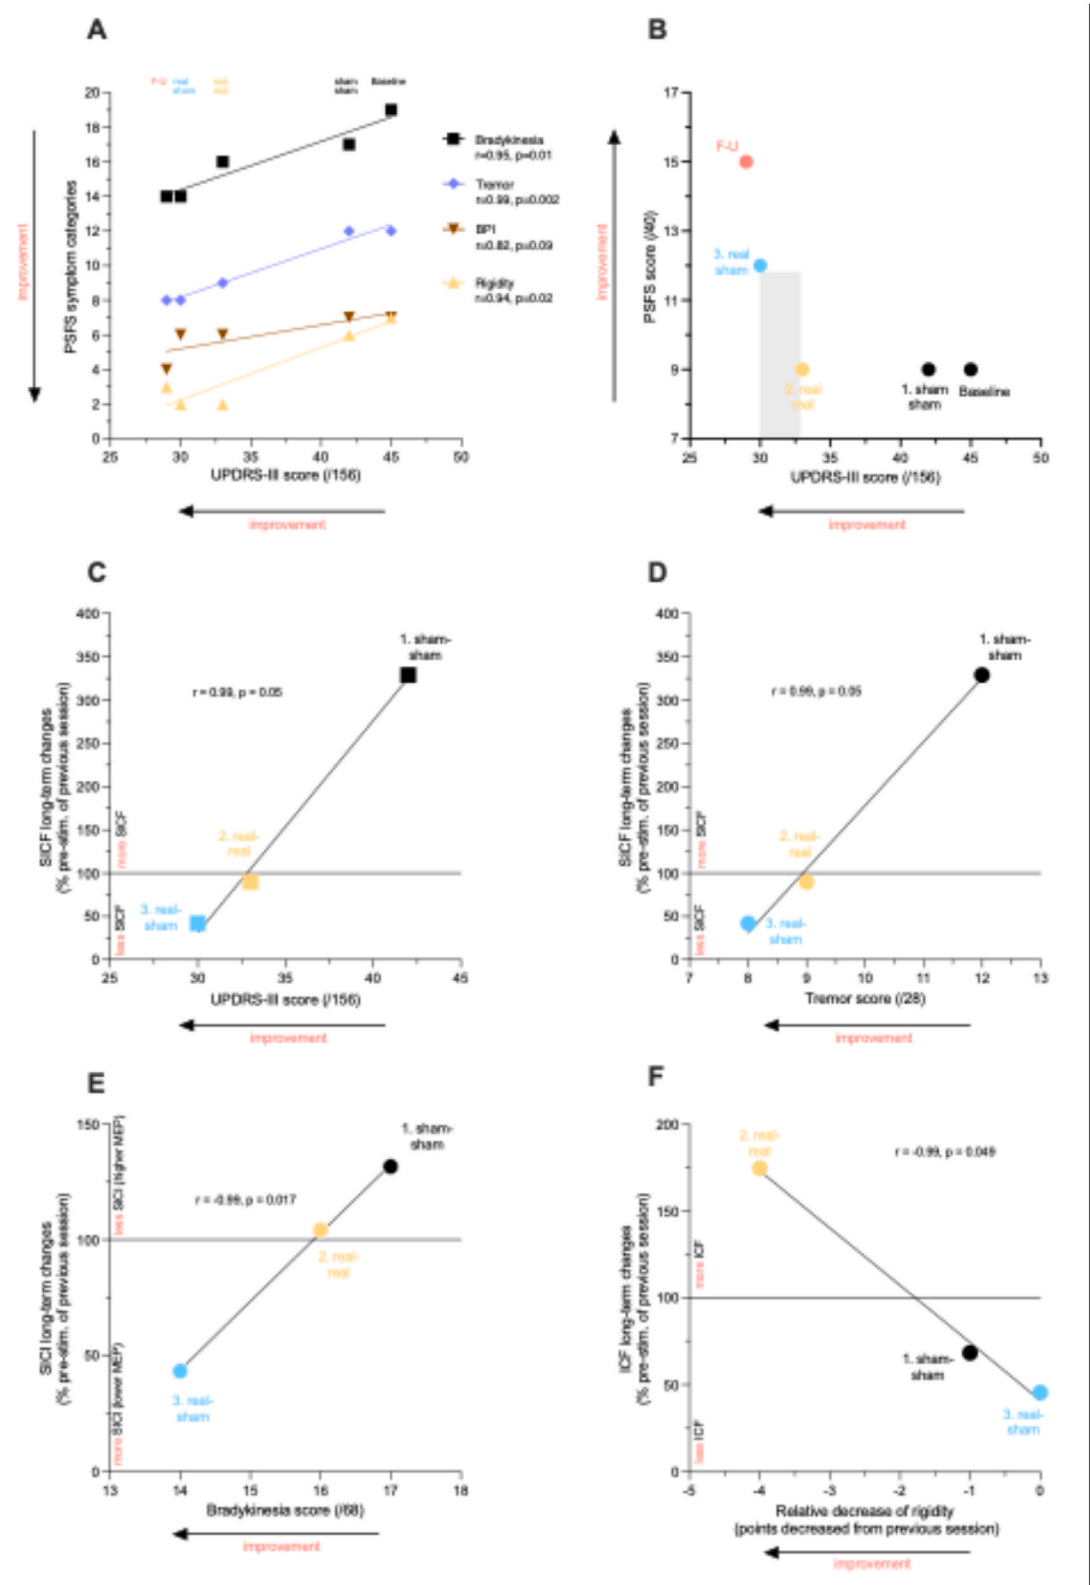 A
F-U real real sham Baseline
sham real sham
20
18
16
14
12
10
8
6
4
2
0
25 30 35 40 45 50
PSFS symptom categories
improvement
UPDRS-III score (/156)
improvement
Bradykinesia
r=0.95, p=0.01
Tremor
r=0.99, p=0.002
BPI
r=0.82, p=0.09
Rigidity
r=0.94, p=0.02
B
17
15
13
11
9
7
25 30 35 40 45 50
PSFS score (/40)
improvement
F-U
3. real
sham
2. real
real
1. sham
sham
Baseline
UPDRS-III score (/156)
improvement
C
400
350
300
250
200
150
100
50
0
25 30 35 40 45
SICF long-term changes
(% pre-stim. of previous session)
more SICF
less SICF
r = 0.99, p = 0.05
1. sham-
sham
2. real-
real
3. real-
sham
UPDRS-III score (/156)
improvement
D
400
350
300
250
200
150
100
50
0
7 8 9 10 11 12 13
SICF long-term changes
(% pre-stim. of previous session)
more SICF
less SICF
r = 0.99, p = 0.05
1. sham-
sham
2. real-
real
3. real-
sham
Tremor score (/28)
improvement
E
150
100
50
0
13 14 15 16 17 18
SICI long-term changes
(% pre-stim. of previous session)
less SICI (higher MEP)
more SICI (lower MEP)
r = -0.99, p = 0.017
1. sham-
sham
2. real-
real
3. real-
sham
Bradykinesia score (/68)
improvement
F
200
150
100
50
0
-5 -4 -3 -2 -1 0
ICF long-term changes
(% pre-stim. of previous session)
more ICF
less ICF
r = -0.99, p = 0.049
2. real-
real
1. sham-
sham
3. real-
sham
Relative decrease of rigidity
(points decreased from previous session)
improvement